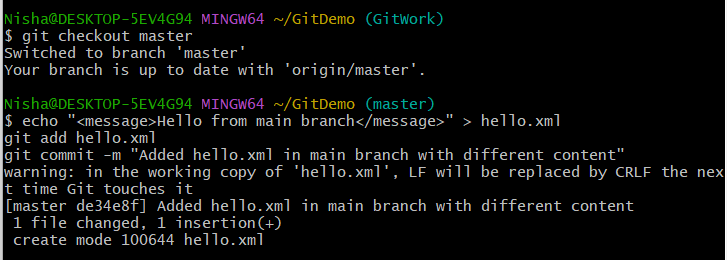 Nisha@DESKTOP-5EV4G94 MINGW64 ~/GitDemo (GitWork)
$ git checkout master
Switched to branch 'master'
Your branch is up to date with 'origin/master'.
Nisha@DESKTOP-5EV4G94 MINGW64 ~/GitDemo (master)
$ echo "<message>Hello from main branch</message>" > hello.xml
git add hello.xml
git commit -m "Added hello.xml in main branch with different content"
warning: in the working copy of 'hello.xml', LF will be replaced by CRLF the nex
t time Git touches it
[master de34e8f] Added hello.xml in main branch with different content
 1 file changed, 1 insertion(+)
 create mode 100644 hello.xml